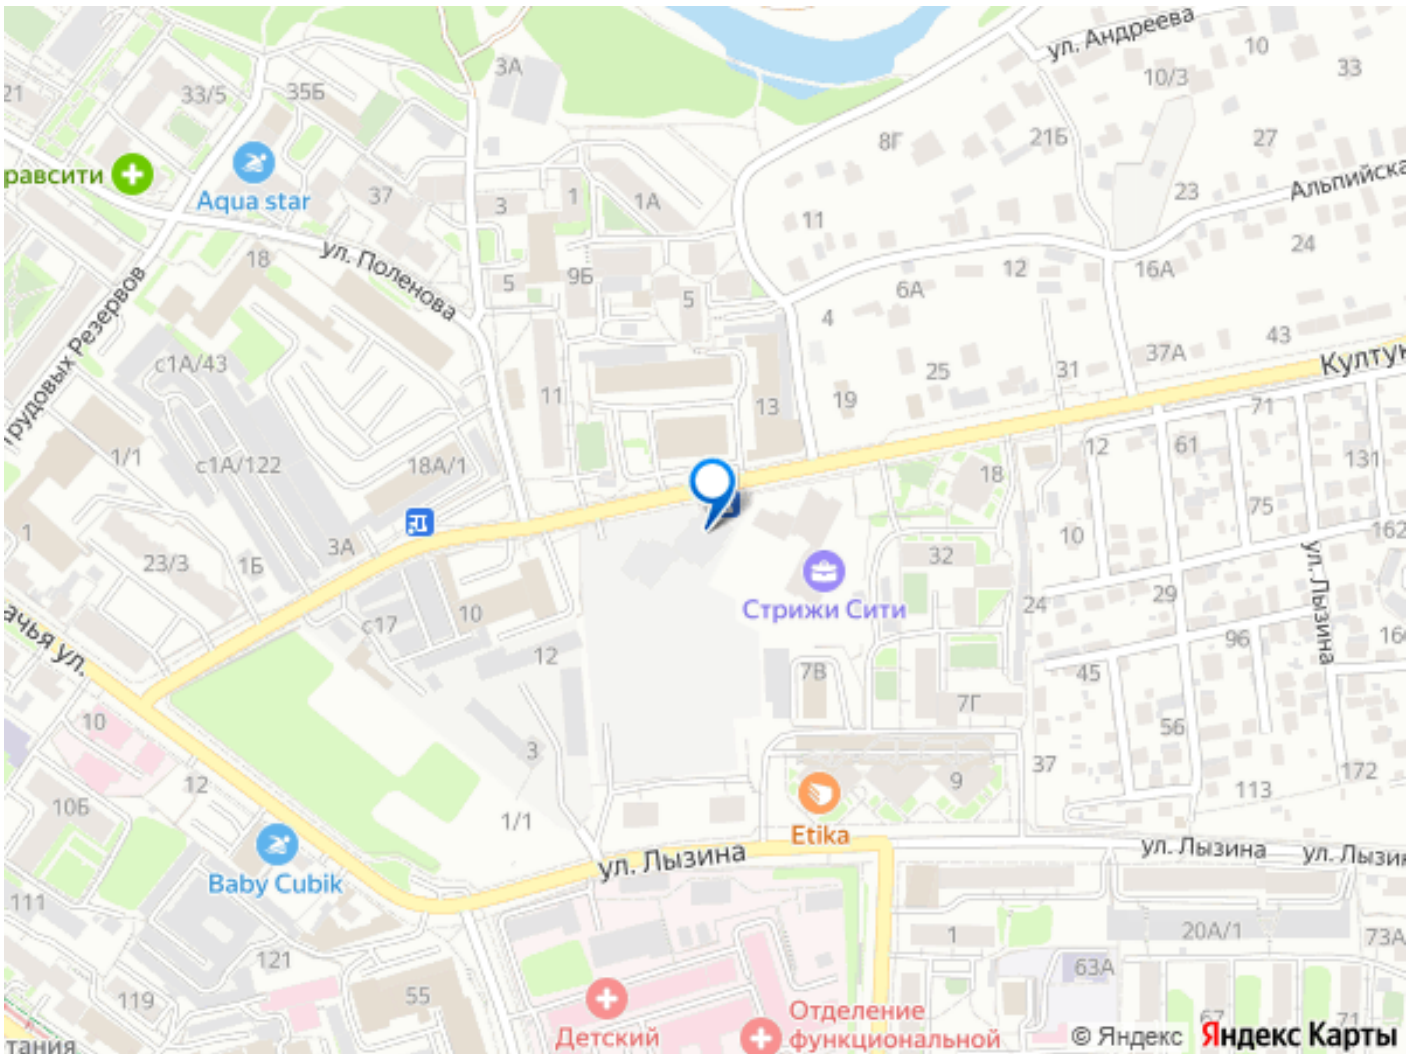 ул. Андреева
10
33
3А
10/3
21
33/5
35Б
8Г
21Б
27
равсити
Aqua star
37
3
1
1А
23
Альпийска
11
24
18
ул. Поленова
5
9Б
5
12
16А
6А
4
Трудовых Резервов
с1А/43
43
37А
Култук
31
25
11
13
19
71
12
61
1/1
с1А/122
18А/1
131
18
75
1
3А
10
162
23/3
1Б
32
ул. Лызина
Стрижи Сити
29
24
ачья ул.
с17
10
96
16
12
7В
45
7Г
10
56
3
37
172
12
9
113
10Б
1/1
Etika
ул. Лызина
ул. Лызина
ул. Лызин
Baby Cubik
111
1
20А/1
73А
121
63А
55
119
Отделение
функциональной
Детский
67
71
© Яндекс
Яндекс Карты
тания